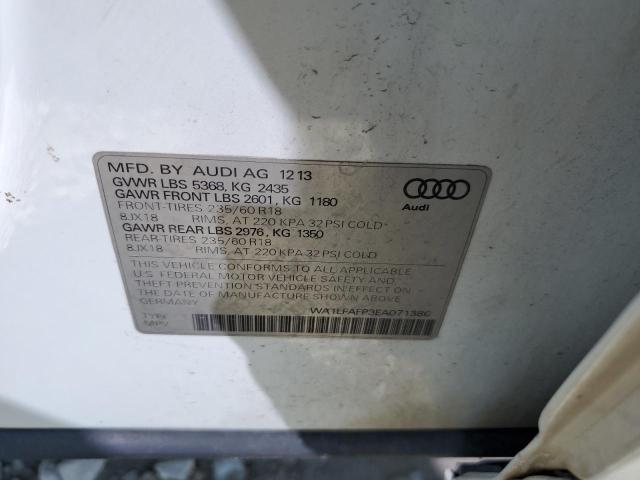 MFD. BY AUDI AG 12 13
GVWR LBS 5368, KG 2435
GAWR FRONT LBS 2601, KG 1180
FRONT-TIRES: 235/60 R18
8JX18 RIMS, AT 220 KPA 32 PSI COLD
GAWR REAR LBS 2976, KG 1350
REAR-TIRES: 235/60 R18
8JX18 RIMS, AT 220 KPA 32 PSI COLD
THIS VEHICLE CONFORMS TO ALL APPLICABLE
U.S. FEDERAL MOTOR VEHICLE SAFETY AND
THEFT PREVENTION STANDARDS IN EFFECT ON
THE DATE OF MANUFACTURE SHOWN ABOVE.
GERMANY
TYPE
MPV
Audi